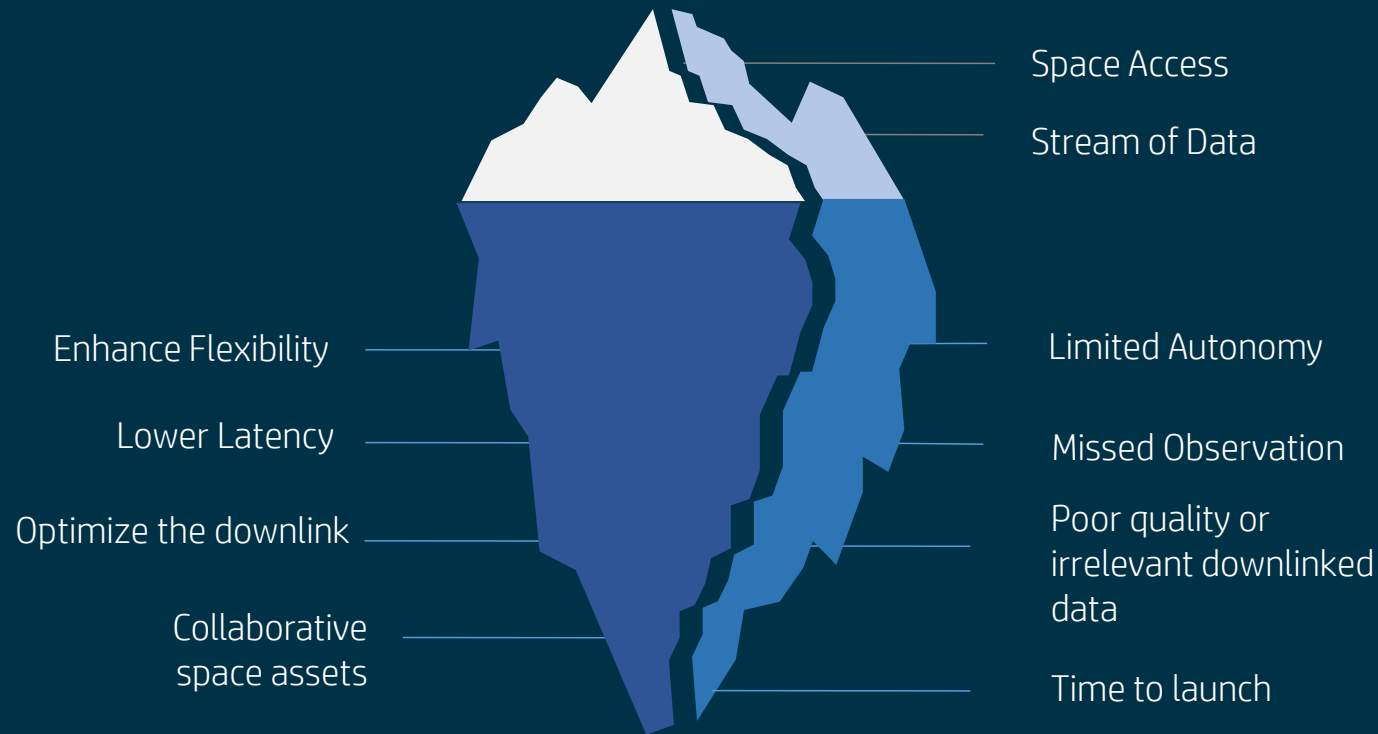 Space Access
Stream of Data
Enhance Flexibility
Lower Latency
Optimize the downlink
Collaborative
space assets
Limited Autonomy
Missed Observation
Poor quality or
irrelevant downlinked
data
Time to launch